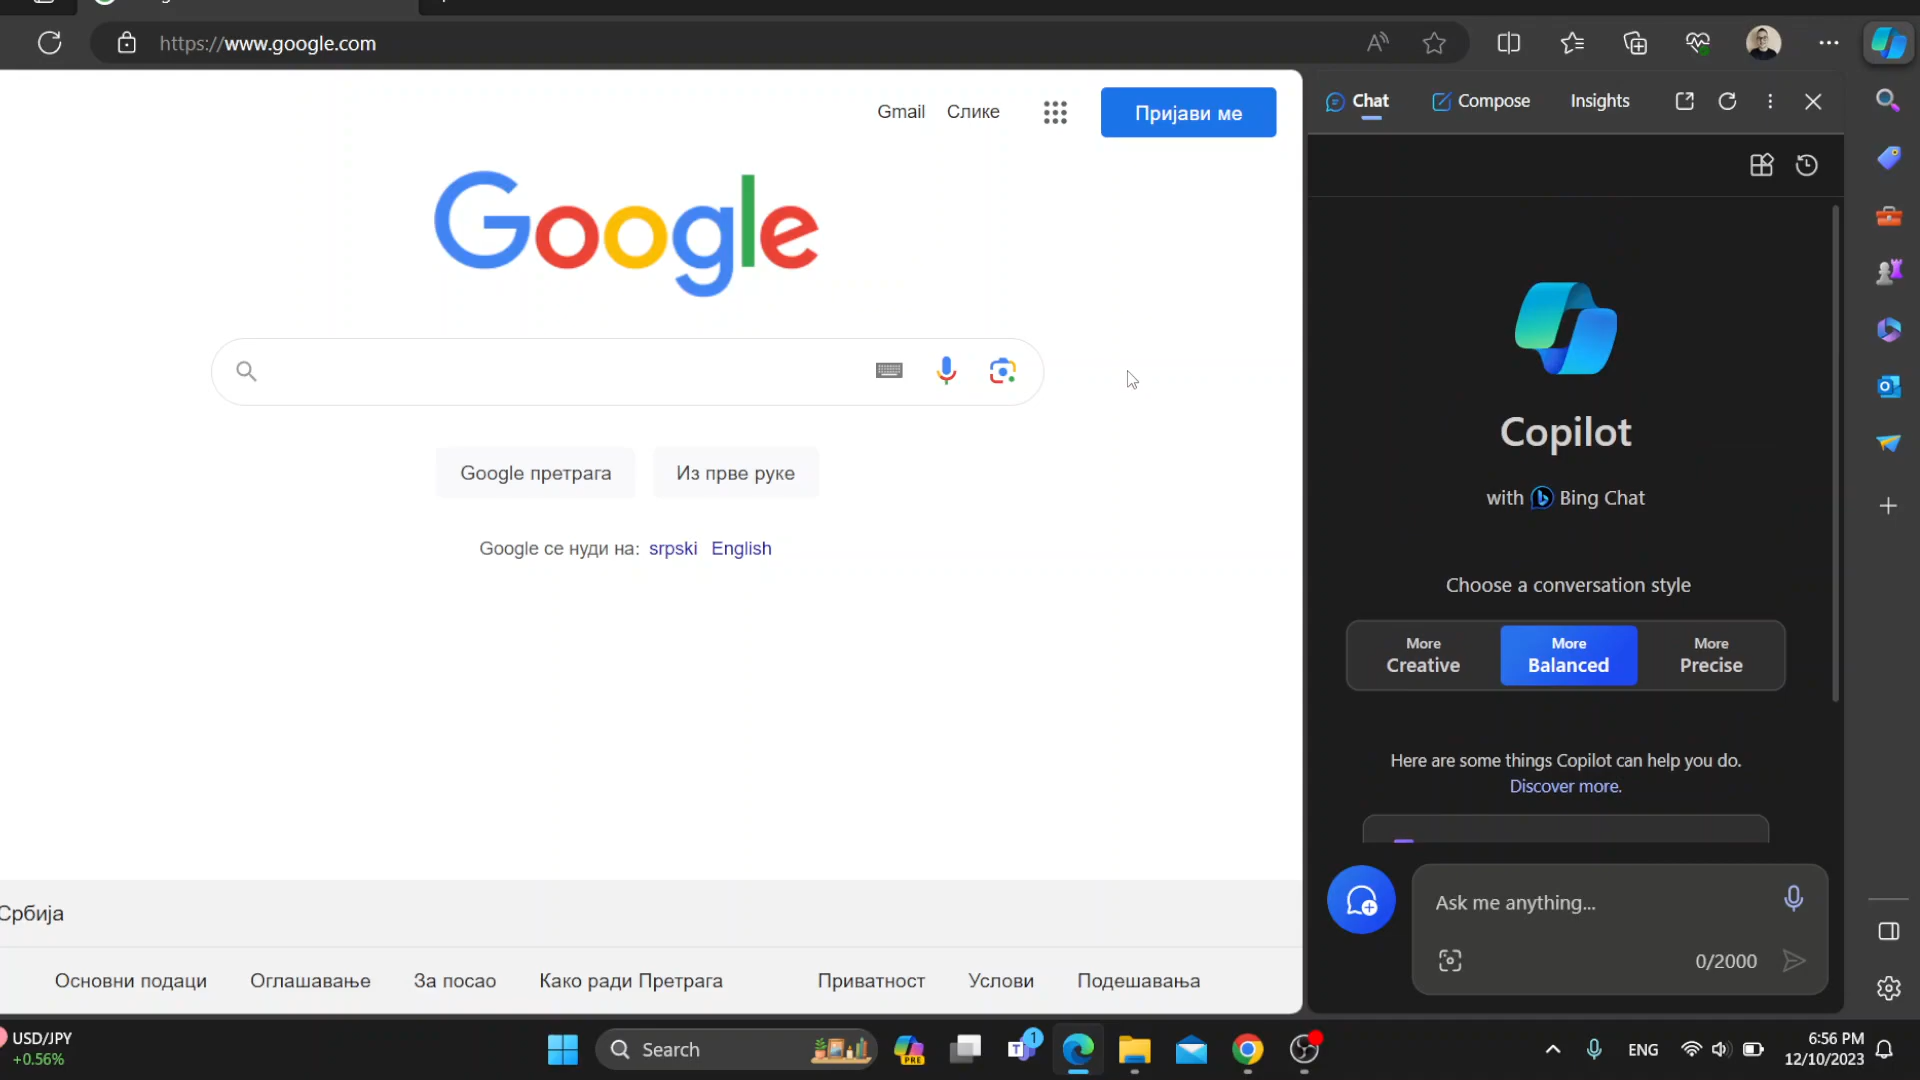 https://www.google.com
Gmail Слике Пријави ме
Google
Google претрага Из прве руке
Google се нуди на: srpski English
Србија
Основни подаци Оглашавање За посао Како ради Претрага Приватност Услови Подешавања
Chat Compose Insights
Copilot
with Bing Chat
Choose a conversation style
More Creative
More Balanced
More Precise
Here are some things Copilot can help you do.
Discover more.
Ask me anything...
0/2000
USD/JPY
+0.56%
Search
PRE
1
ENG
6:56 PM
12/10/2023